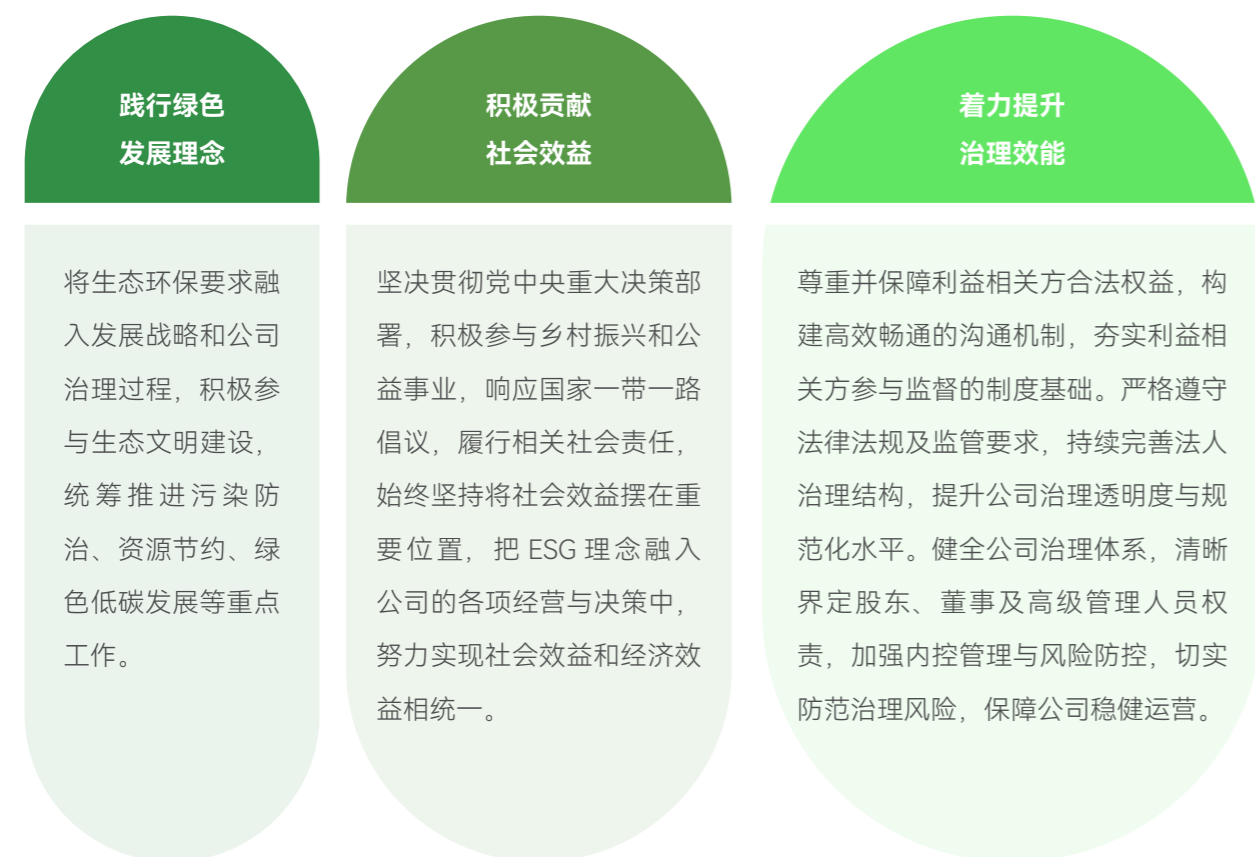 践行绿色
发展理念
将生态环保要求融
入发展战略和公司
治理过程，积极参
与生态文明建设，
统筹推进污染防
治、资源节约、绿
色低碳发展等重点
工作。
积极贡献
社会效益
坚决贯彻党中央重大决策部
署，积极参与乡村振兴和公
益事业，响应国家一带一路
倡议，履行相关社会责任，
始终坚持将社会效益摆在重
要位置，把 ESG 理念融入
公司的各项经营与决策中，
努力实现社会效益和经济效
益相统一。
着力提升
治理效能
尊重并保障利益相关方合法权益，构
建高效畅通的沟通机制，夯实利益相
关方参与监督的制度基础。严格遵守
法律法规及监管要求，持续完善法人
治理结构，提升公司治理透明度与规
范化水平。健全公司治理体系，清晰
界定股东、董事及高级管理人员权
责，加强内控管理与风险防控，切实
防范治理风险，保障公司稳健运营。